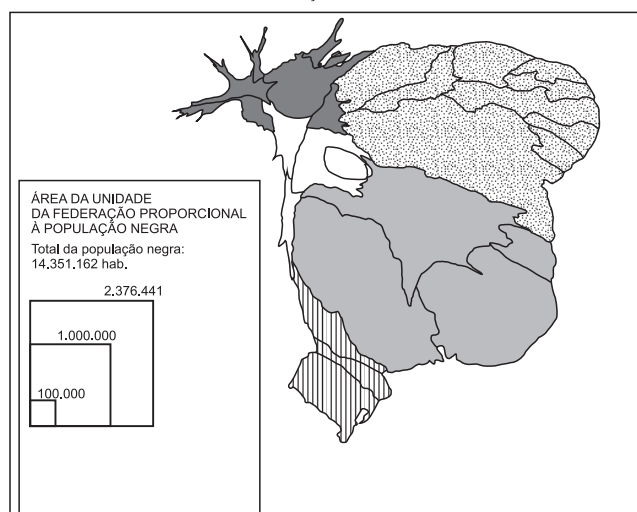 ÁREA DA UNIDADE
DA FEDERAÇÃO PROPORCIONAL
À POPULAÇÃO NEGRA
Total da população negra:
14.351.162 hab.
2.376.441
1.000.000
100.000